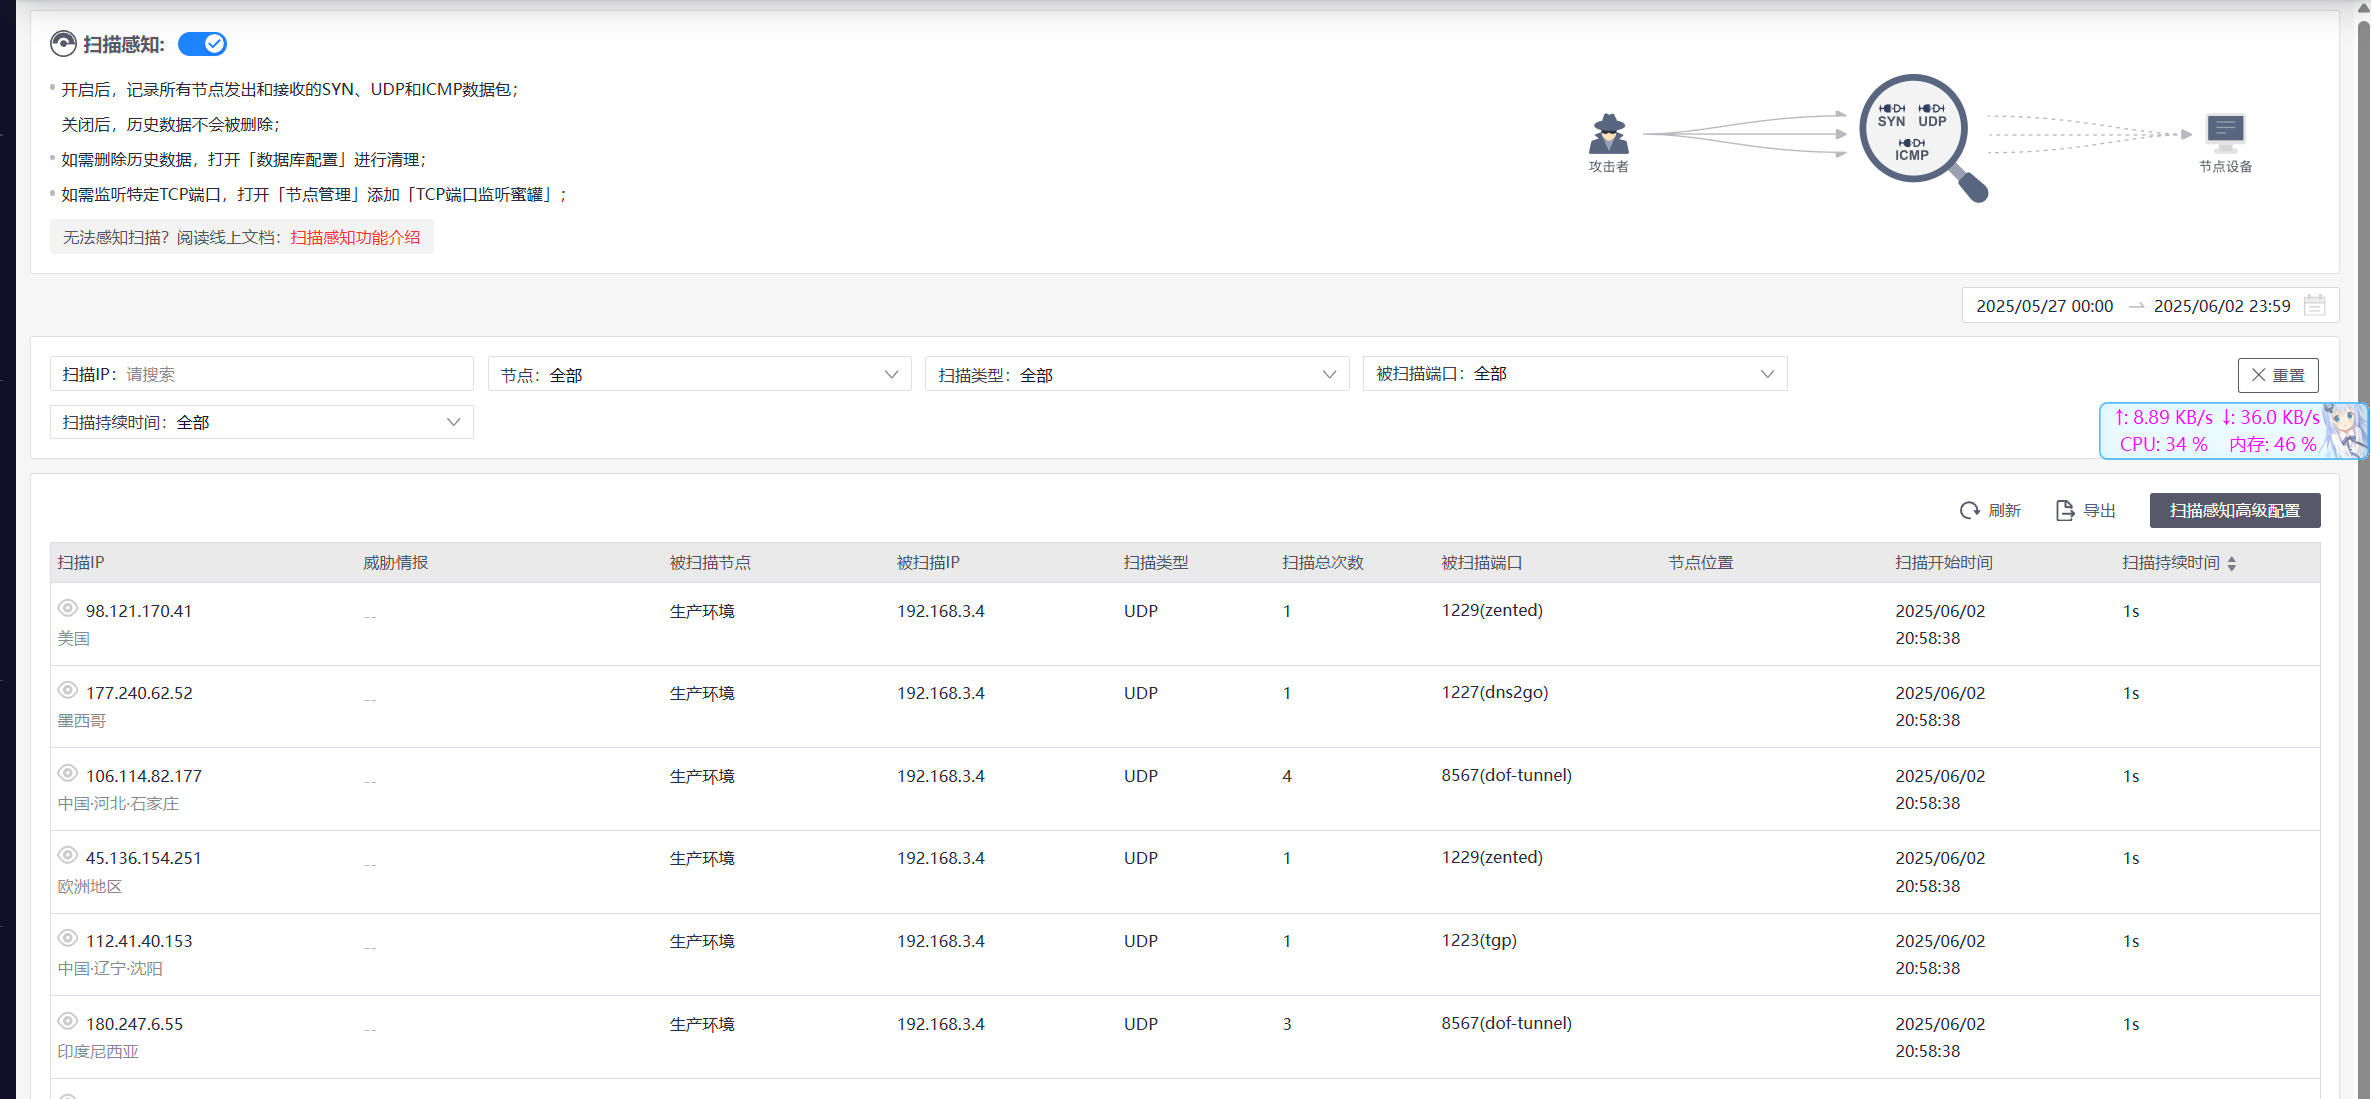 扫描感知:
开启后，记录所有节点发出和接收的SYN、UDP和ICMP数据包；
关闭后，历史数据不会被删除；
如需删除历史数据，打开「数据库配置」进行清理；
如需监听特定TCP端口，打开「节点管理」添加「TCP端口监听蜜罐」；
无法感知扫描？阅读线上文档：扫描感知功能介绍
攻击者
SYN UDP
ICMP
节点设备
2025/05/27 00:00 → 2025/06/02 23:59
扫描IP：请搜索 节点：全部 扫描类型：全部 被扫描端口：全部 重置
扫描持续时间：全部
↑: 8.89 KB/s ↓: 36.0 KB/s
CPU: 34 % 内存: 46 %
刷新 导出 扫描感知高级配置
扫描IP 威胁情报 被扫描节点 被扫描IP 扫描类型 扫描总次数 被扫描端口 节点位置 扫描开始时间 扫描持续时间
98.121.170.41 -- 生产环境 192.168.3.4 UDP 1 1229(zented) 2025/06/02 1s
美国 20:58:38
177.240.62.52 -- 生产环境 192.168.3.4 UDP 1 1227(dns2go) 2025/06/02 1s
墨西哥 20:58:38
106.114.82.177 -- 生产环境 192.168.3.4 UDP 4 8567(dof-tunnel) 2025/06/02 1s
中国·河北·石家庄 20:58:38
45.136.154.251 -- 生产环境 192.168.3.4 UDP 1 1229(zented) 2025/06/02 1s
欧洲地区 20:58:38
112.41.40.153 -- 生产环境 192.168.3.4 UDP 1 1223(tgp) 2025/06/02 1s
中国·辽宁·沈阳 20:58:38
180.247.6.55 -- 生产环境 192.168.3.4 UDP 3 8567(dof-tunnel) 2025/06/02 1s
印度尼西亚 20:58:38